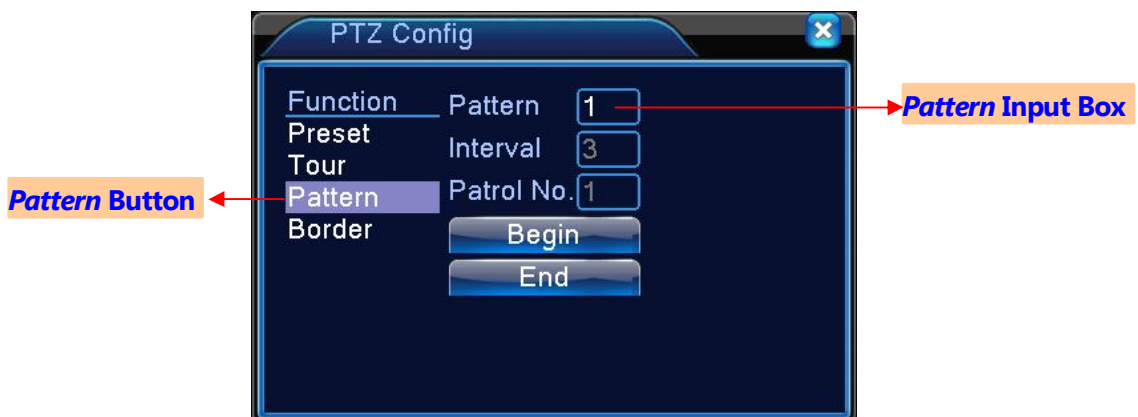 PTZ Config
Function
Preset
Tour
Pattern
Border
Pattern 1
Interval 3
Patrol No. 1
Begin
End
Pattern Button
Pattern Input Box